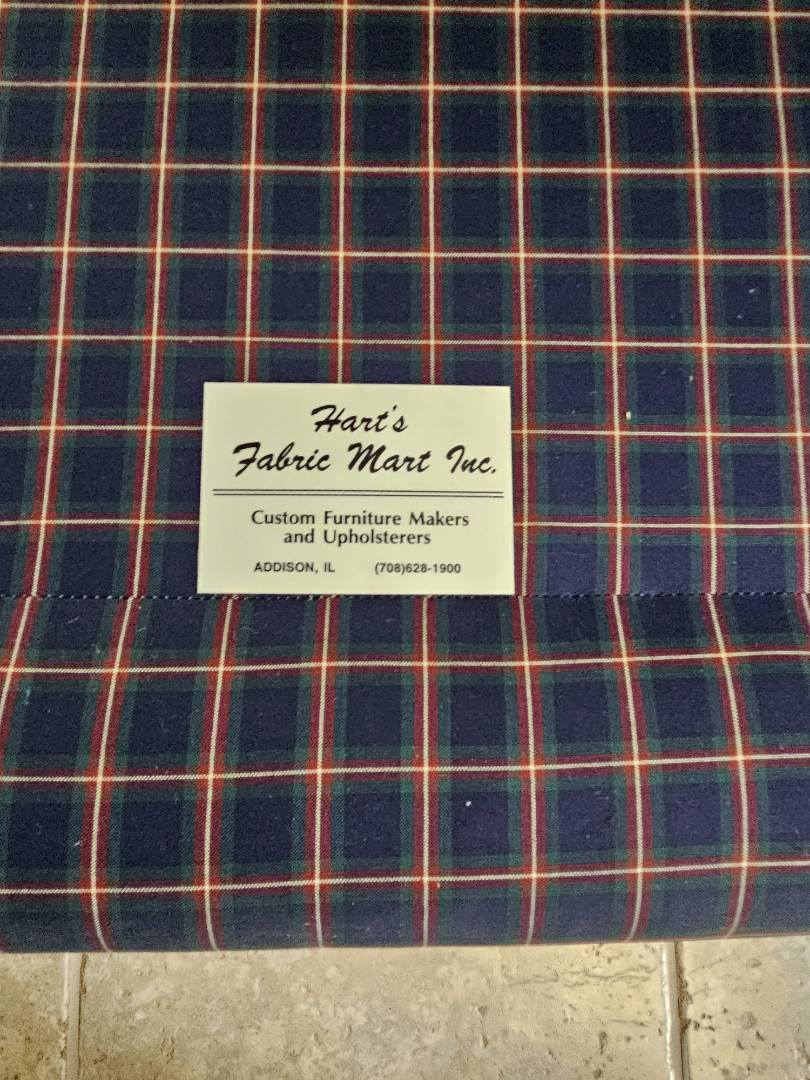 Hart's
Fabric Mart Inc.
Custom Furniture Makers
and Upholsterers
ADDISON, IL (708)628-1900